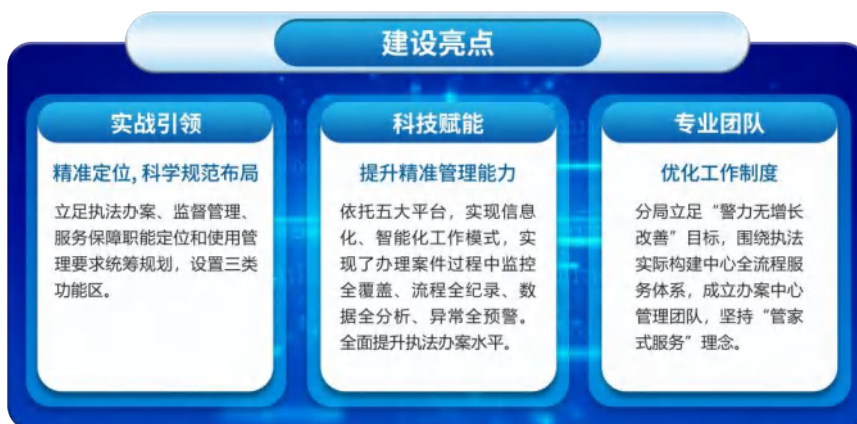 建设亮点
实战引领
精准定位, 科学规范布局
立足执法办案、监督管理、
服务保障职能定位和使用管
理要求统筹规划，设置三类
功能区。
科技赋能
提升精准管理能力
依托五大平台，实现信息
化、智能化工作模式，实
现了办理案件过程中监控
全覆盖、流程全纪录、数
据全分析、异常全预警。
全面提升执法办案水平。
专业团队
优化工作制度
分局立足“警力无增长
改善”目标，围绕执法
实际构建中心全流程服
务体系，成立办案中心
管理团队，坚持“管家
式服务”理念。